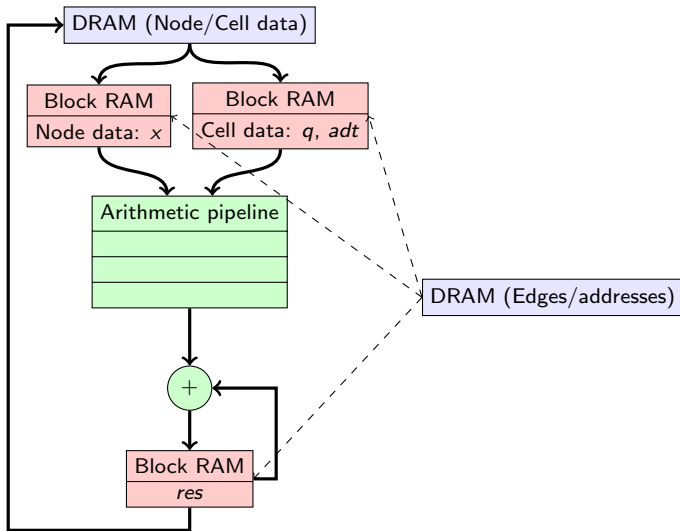 DRAM (Node/Cell data)
Block RAM
Node data: x
Block RAM
Cell data: q, adt
Arithmetic pipeline
DRAM (Edges/addresses)
+
Block RAM
res